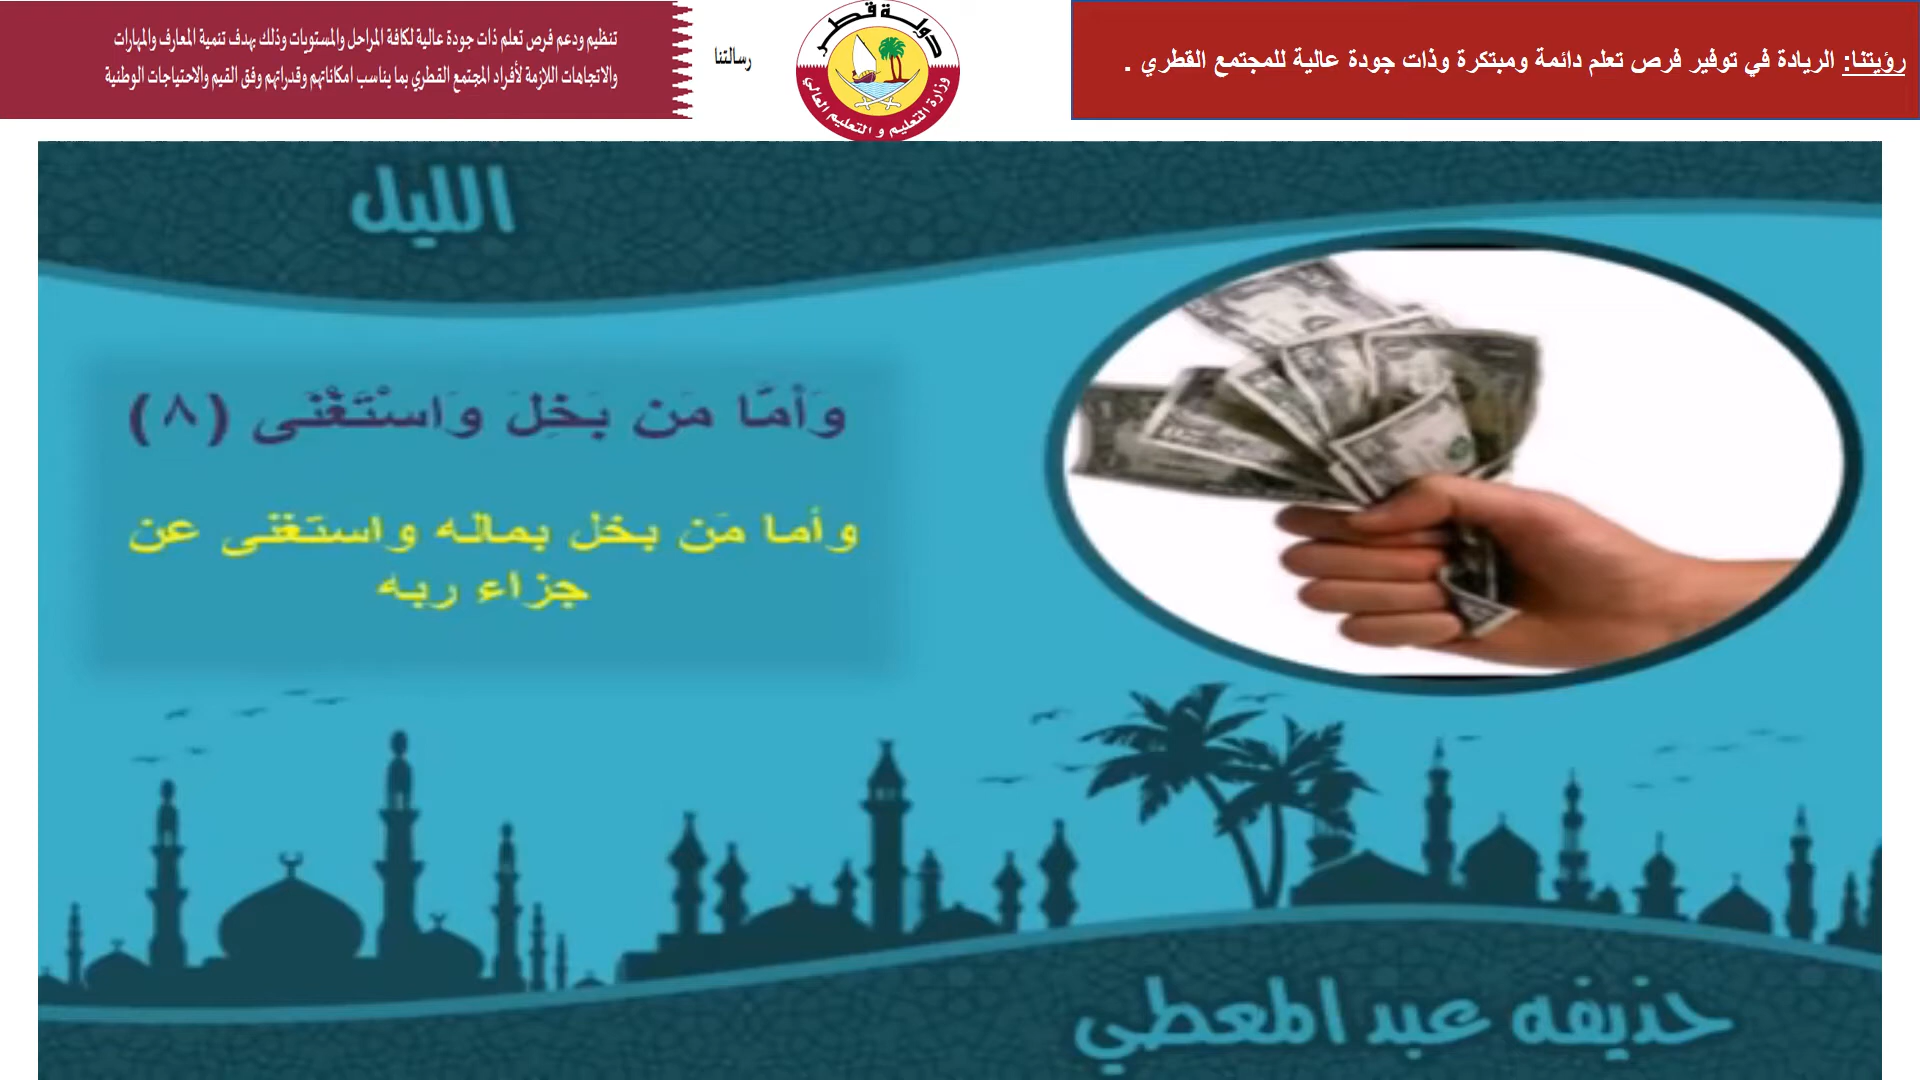 رؤيتنا: الريادة في توفير فرص تعلم دائمة ومبتكرة وذات جودة عالية للمجتمع القطري .
دولة قطر
وزارة التعليم و التعليم العالي
رسالتنا
تنظيم ودعم فرص تعلم ذات جودة عالية لكافة المراحل والمستويات وذلك بهدف تنمية المعارف والمهارات
والاتجاهات اللازمة لأفراد المجتمع القطري بما يناسب امكاناتهم وقدراتهم وفق القيم والاحتياجات الوطنية
الليل
وَأَمَّا مَن بَخِلَ وَاسْتَغْنَى (٨)
وأما مَن بخل بماله واستغنى عن
جزاء ربه
حذيفه عبد المعطي